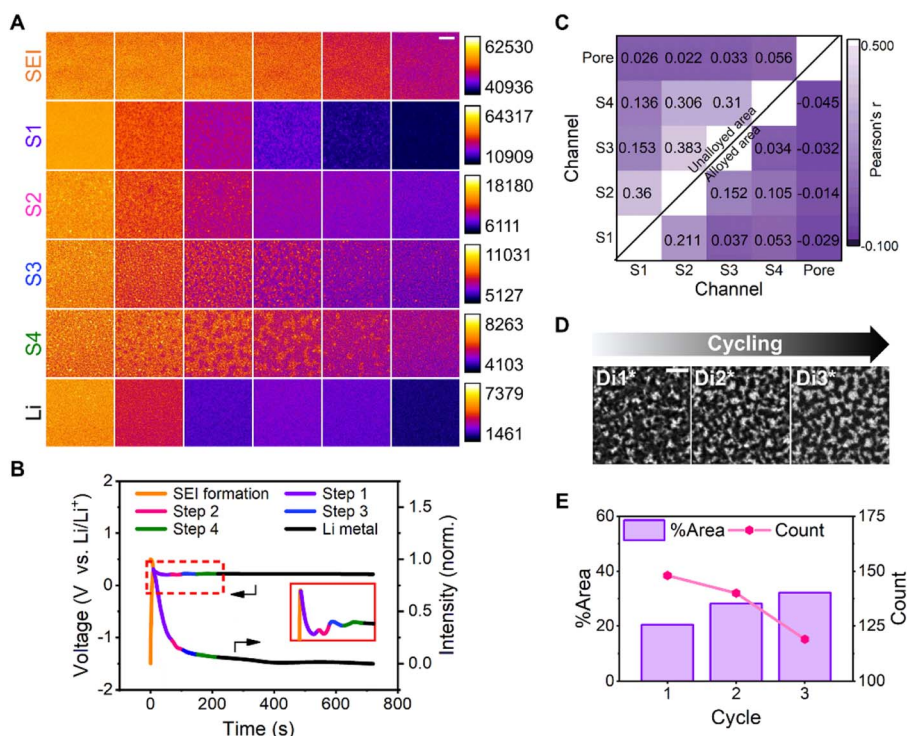 A
SEI
62530
40936
S1
64317
10909
S2
18180
6111
S3
11031
5127
S4
8263
4103
Li
7379
1461
B
Voltage (V vs. Li/Li⁺)
2
1
0
-1
-2
SEI formation
Step 1
Step 2
Step 3
Step 4
Li metal
1.5
1.0
0.5
0.0
Intensity (norm.)
0 200 400 600 800
Time (s)
C
Channel
Pore 0.026 0.022 0.033 0.056
S4 0.136 0.306 0.31 -0.045
S3 0.153 0.383 0.034 -0.032
S2 0.36 0.152 0.105 -0.014
S1 0.211 0.037 0.053 -0.029
Unalloyed area
Alloyed area
S1 S2 S3 S4 Pore
Channel
0.500
Pearson's r
-0.100
D
Cycling
Di1* Di2* Di3*
E
%Area
60
40
20
0
%Area Count
175
150
125
100
Count
1 2 3
Cycle